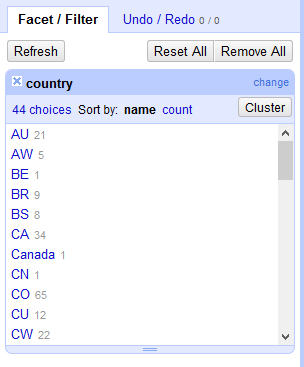 Facet / Filter Undo / Redo 0 / 0
Refresh Reset All Remove All
country change
44 choices Sort by: name count Cluster
AU 21
AW 5
BE 1
BR 9
BS 8
CA 34
Canada 1
CN 1
CO 65
CU 12
CW 22